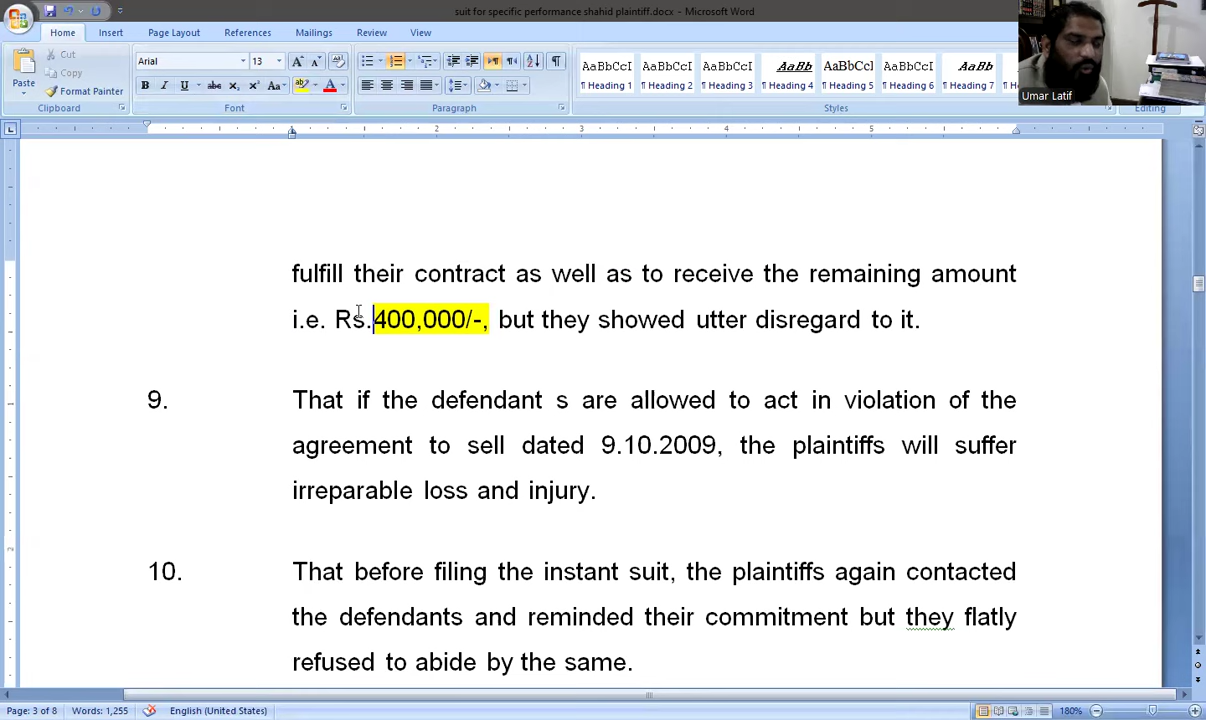 suit for specific performance shahid plaintiff.docx - Microsoft Word
Home Insert Page Layout References Mailings Review View
Cut
Copy
Format Painter
Paste
Clipboard
Arial 13
Font
Paragraph
AaBbCcI AaBbCcI AaBbCcI AaBb AaBbCcI AaBbCcI AaBb
¶ Heading 1 ¶ Heading 2 ¶ Heading 3 ¶ Heading 4 ¶ Heading 5 ¶ Heading 6 ¶ Heading 7
Styles
Editing
Umar Latif
fulfill their contract as well as to receive the remaining amount
i.e. Rs.400,000/-, but they showed utter disregard to it.
9. That if the defendant s are allowed to act in violation of the
agreement to sell dated 9.10.2009, the plaintiffs will suffer
irreparable loss and injury.
10. That before filing the instant suit, the plaintiffs again contacted
the defendants and reminded their commitment but they flatly
refused to abide by the same.
Page: 3 of 8 Words: 1,255 English (United States) 180%